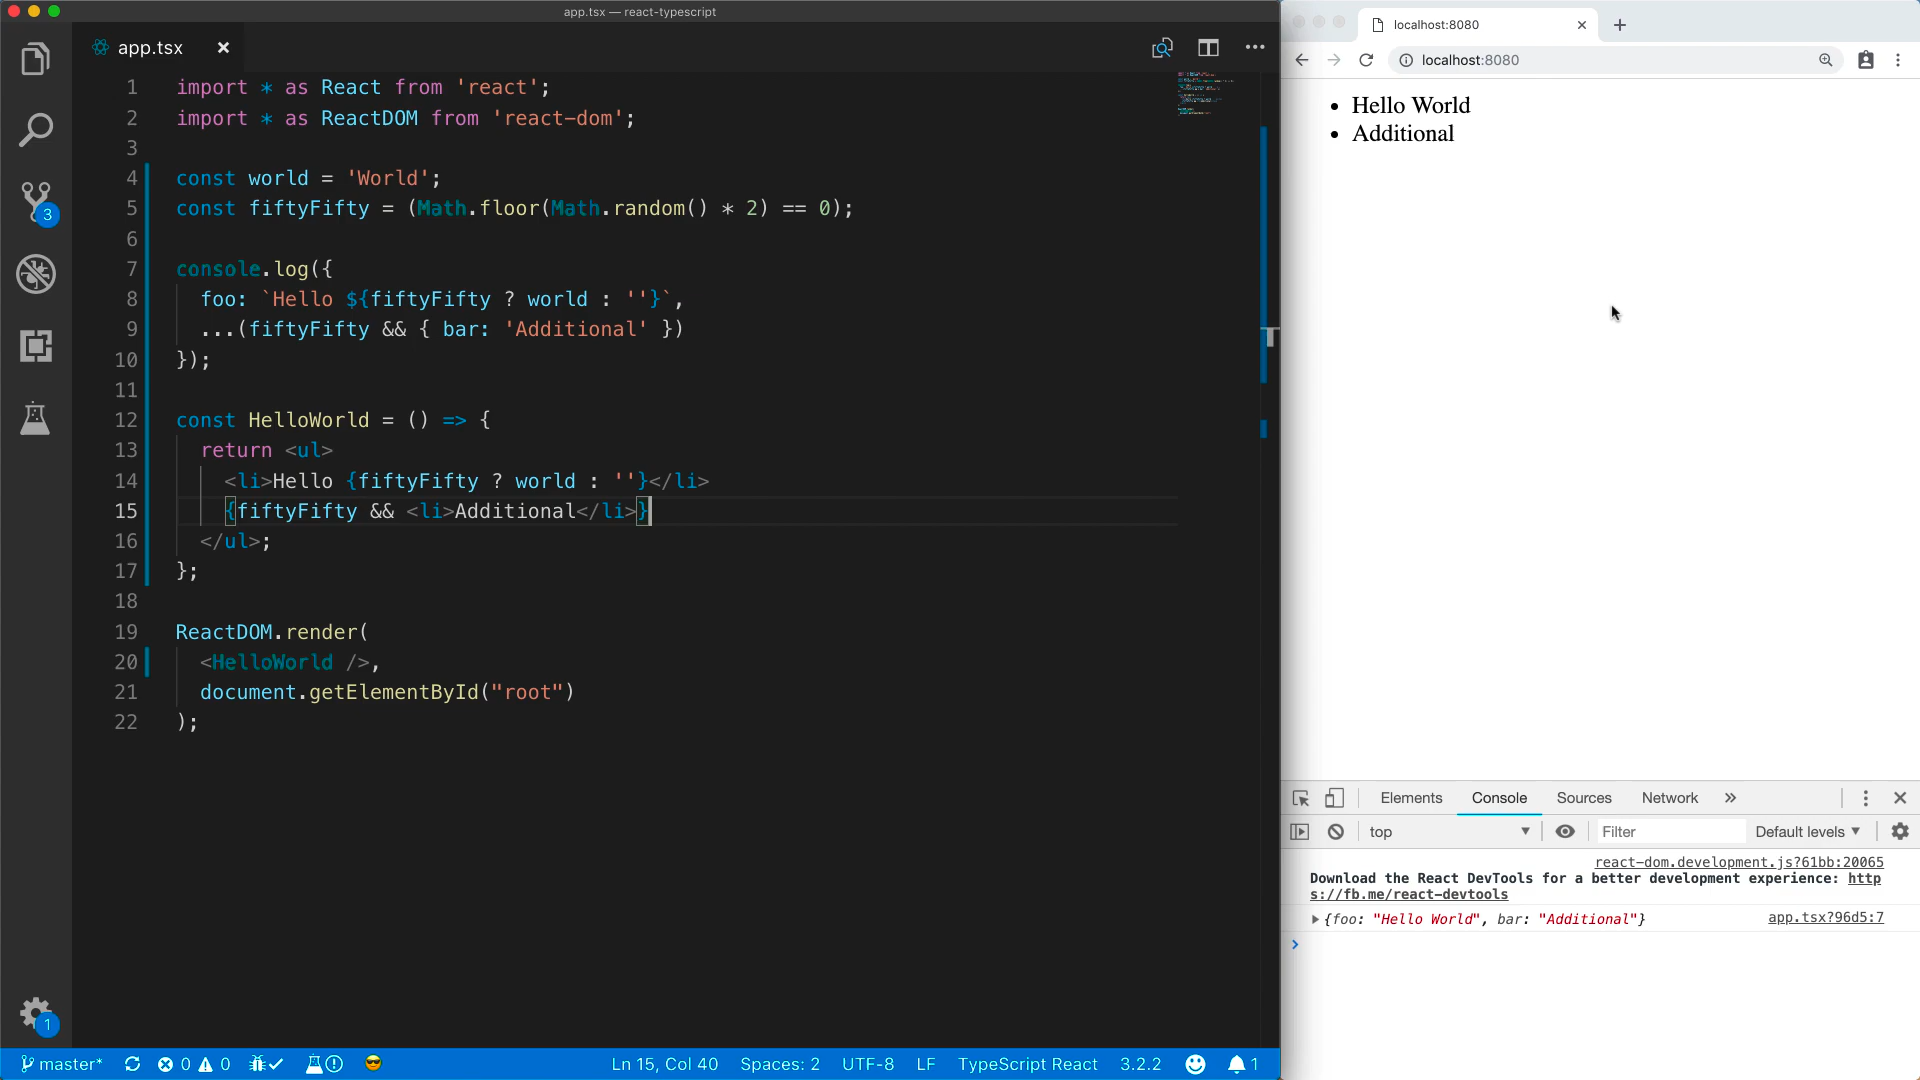 app.tsx — react-typescript
app.tsx
1 import * as React from 'react';
2 import * as ReactDOM from 'react-dom';
3
4 const world = 'World';
5 const fiftyFifty = (Math.floor(Math.random() * 2) == 0);
6
7 console.log({
8 foo: `Hello ${fiftyFifty ? world : ''}`,
9 ...(fiftyFifty && { bar: 'Additional' })
10 });
11
12 const HelloWorld = () => {
13 return <ul>
14 <li>Hello {fiftyFifty ? world : ''}</li>
15 {fiftyFifty && <li>Additional</li>}
16 </ul>;
17 };
18
19 ReactDOM.render(
20 <HelloWorld />,
21 document.getElementById("root")
22 );
3
1
master* 0 0 Ln 15, Col 40 Spaces: 2 UTF-8 LF TypeScript React 3.2.2 1
localhost:8080
localhost:8080
Hello World
Additional
Elements Console Sources Network
top Filter Default levels
react-dom.development.js?61bb:20065
Download the React DevTools for a better development experience: http
s://fb.me/react-devtools
{foo: "Hello World", bar: "Additional"} app.tsx?96d5:7